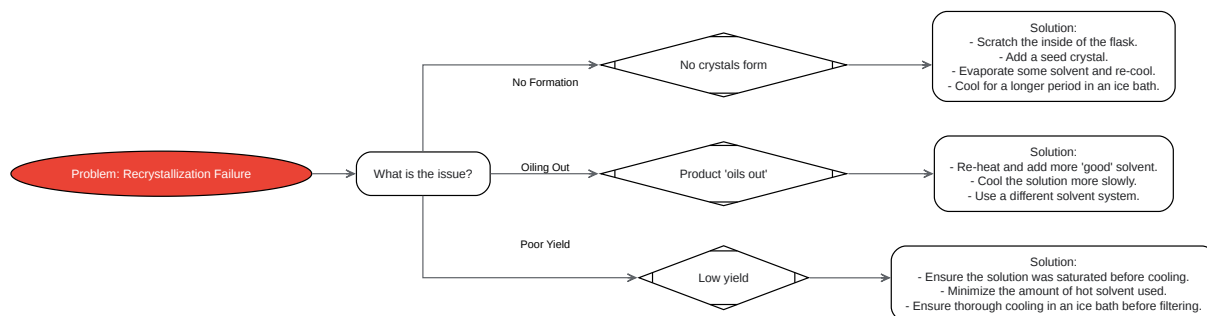 Problem: Recrystallization Failure
What is the issue?
No Formation
No crystals form
Solution:
- Scratch the inside of the flask.
- Add a seed crystal.
- Evaporate some solvent and re-cool.
- Cool for a longer period in an ice bath.
Oiling Out
Product 'oils out'
Solution:
- Re-heat and add more 'good' solvent.
- Cool the solution more slowly.
- Use a different solvent system.
Poor Yield
Low yield
Solution:
- Ensure the solution was saturated before cooling.
- Minimize the amount of hot solvent used.
- Ensure thorough cooling in an ice bath before filtering.